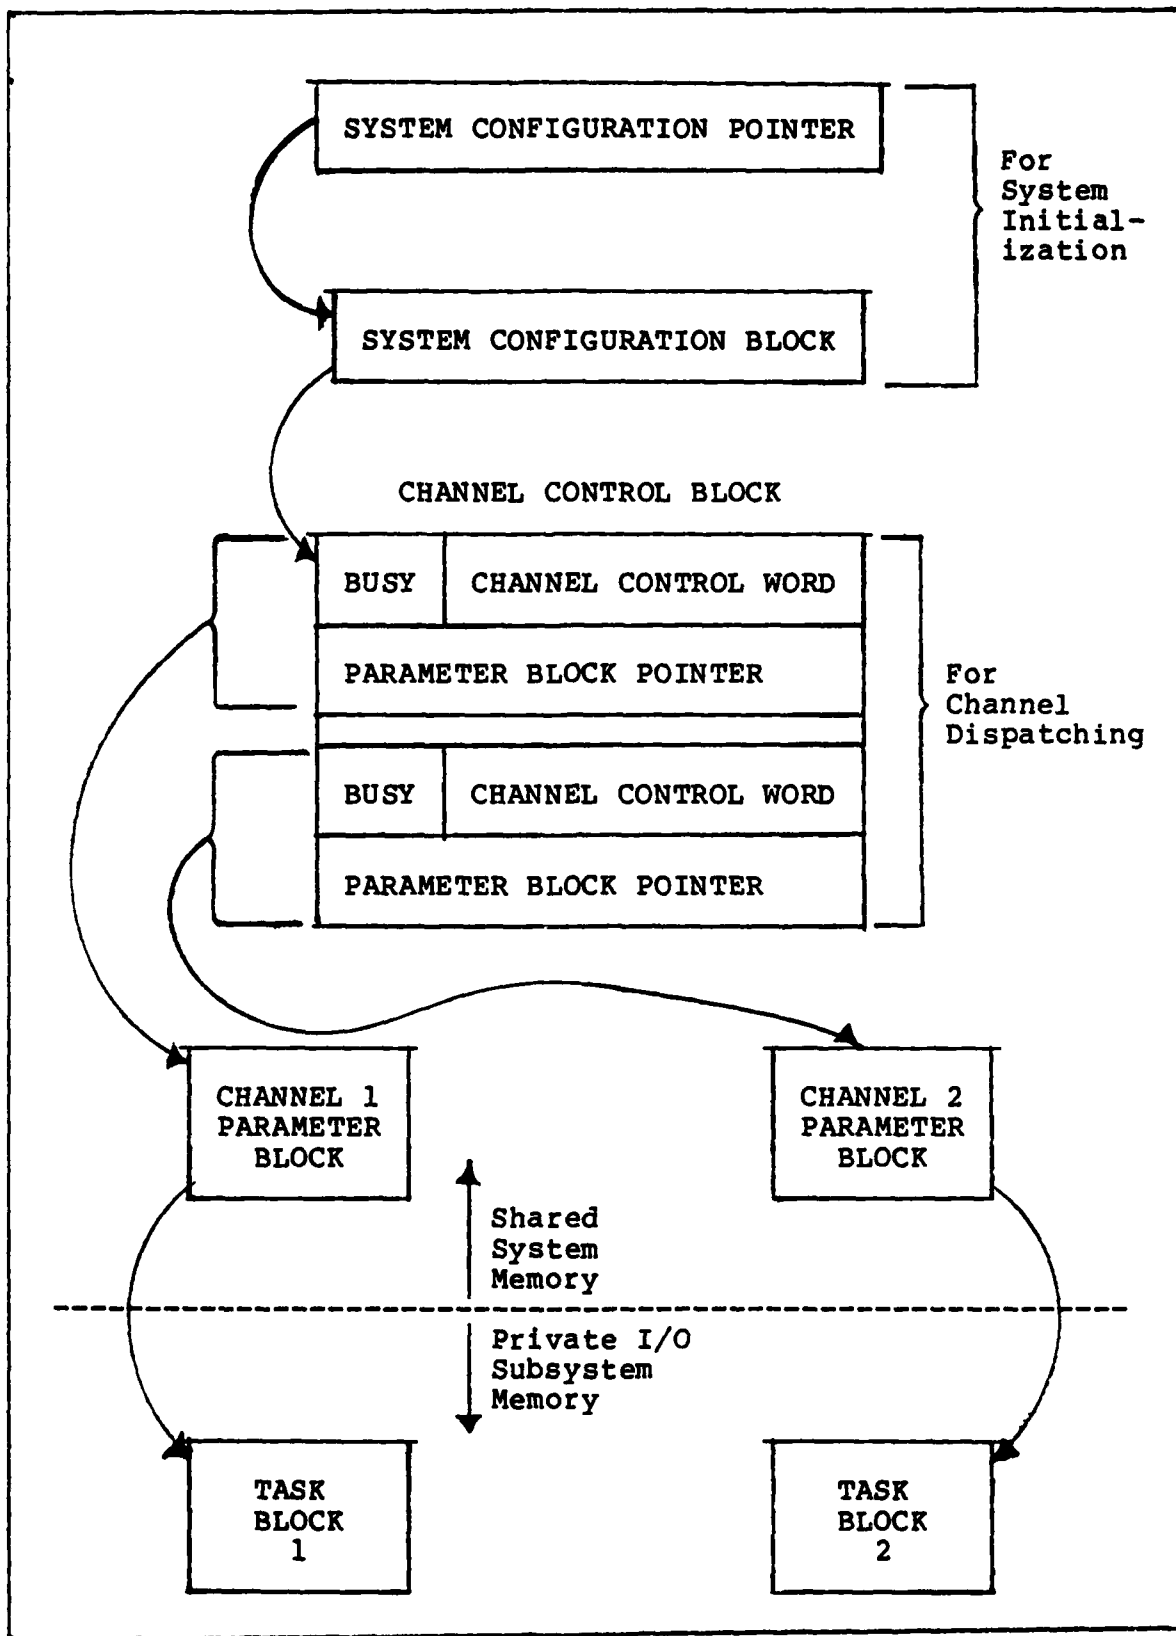 SYSTEM CONFIGURATION POINTER
For
System
Initial-
ization
SYSTEM CONFIGURATION BLOCK
CHANNEL CONTROL BLOCK
BUSY CHANNEL CONTROL WORD
PARAMETER BLOCK POINTER
For
Channel
Dispatching
BUSY CHANNEL CONTROL WORD
PARAMETER BLOCK POINTER
CHANNEL 1
PARAMETER
BLOCK
CHANNEL 2
PARAMETER
BLOCK
Shared
System
Memory
Private I/O
Subsystem
Memory
TASK
BLOCK
1
TASK
BLOCK
2